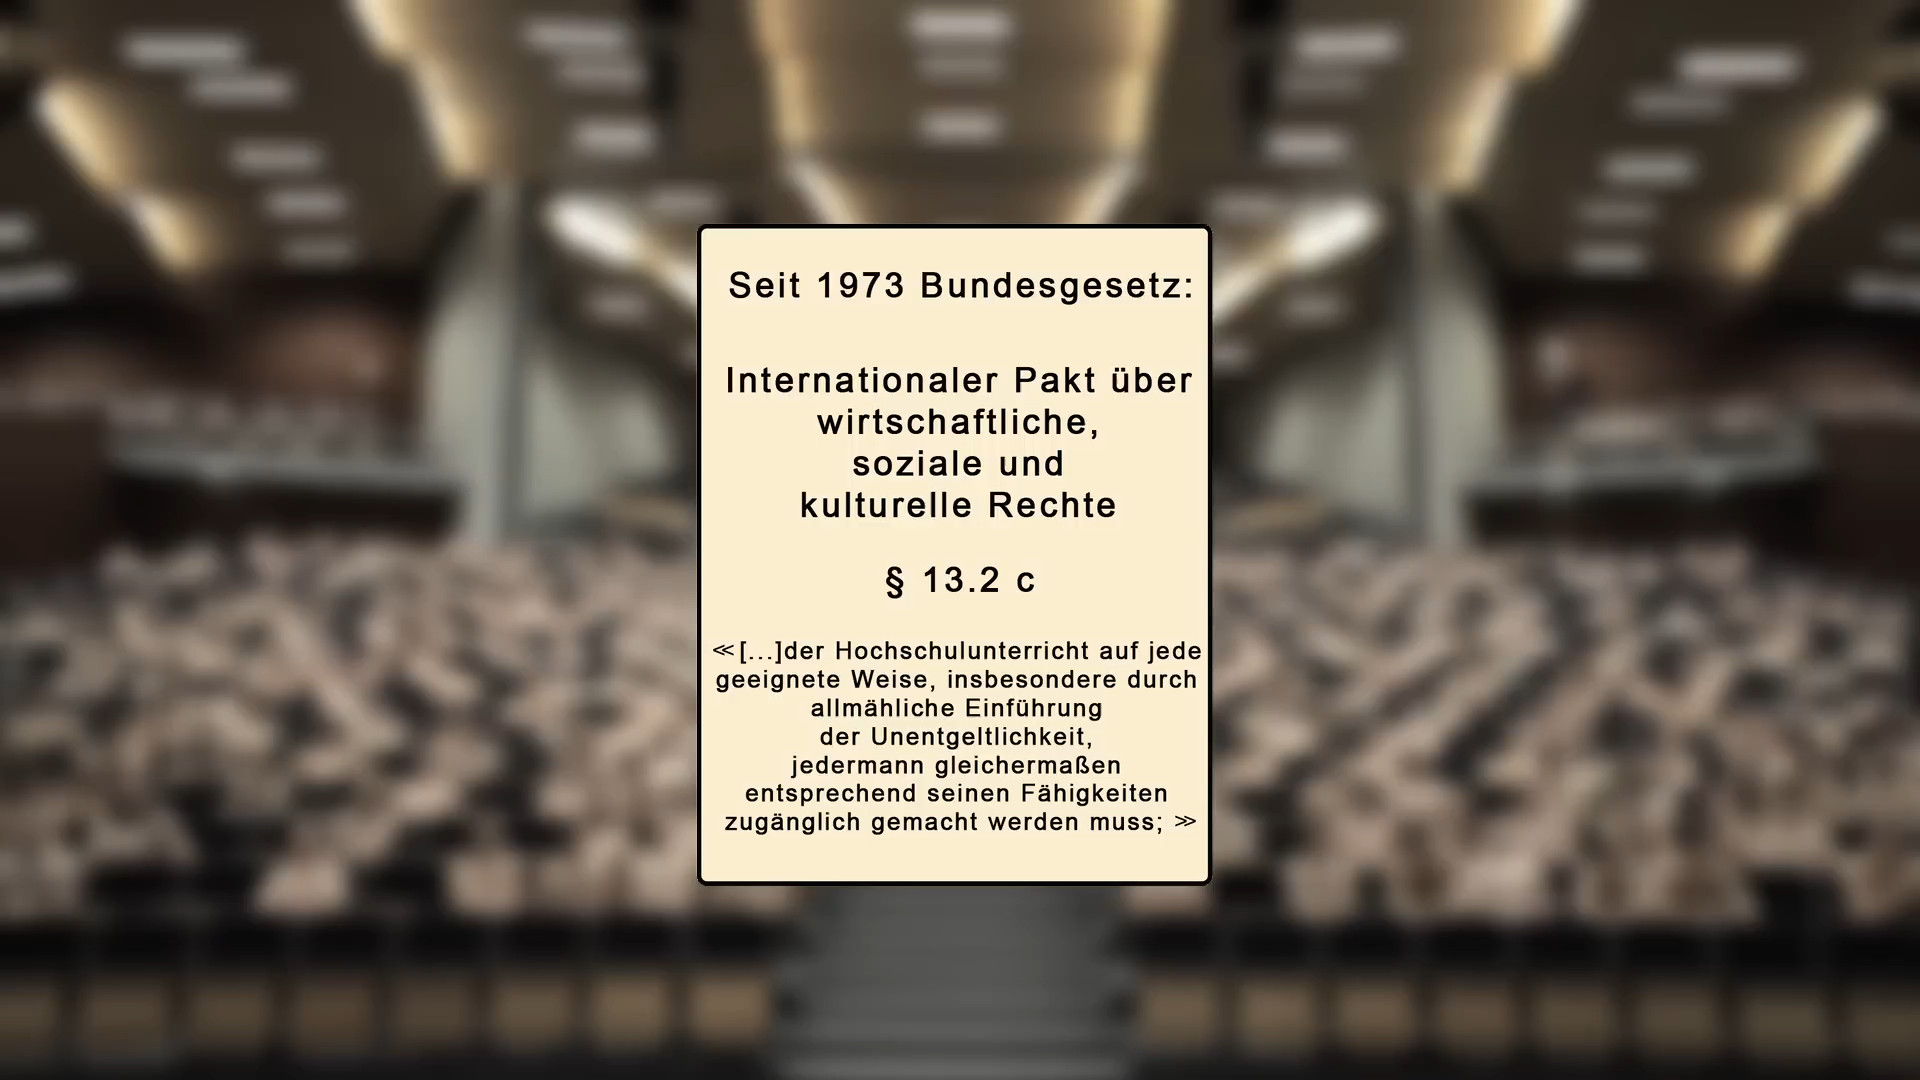 Seit 1973 Bundesgesetz:
Internationaler Pakt über
wirtschaftliche,
soziale und
kulturelle Rechte
§ 13.2 c
≪[...]der Hochschulunterricht auf jede
geeignete Weise, insbesondere durch
allmähliche Einführung
der Unentgeltlichkeit,
jedermann gleichermaßen
entsprechend seinen Fähigkeiten
zugänglich gemacht werden muss; ≫